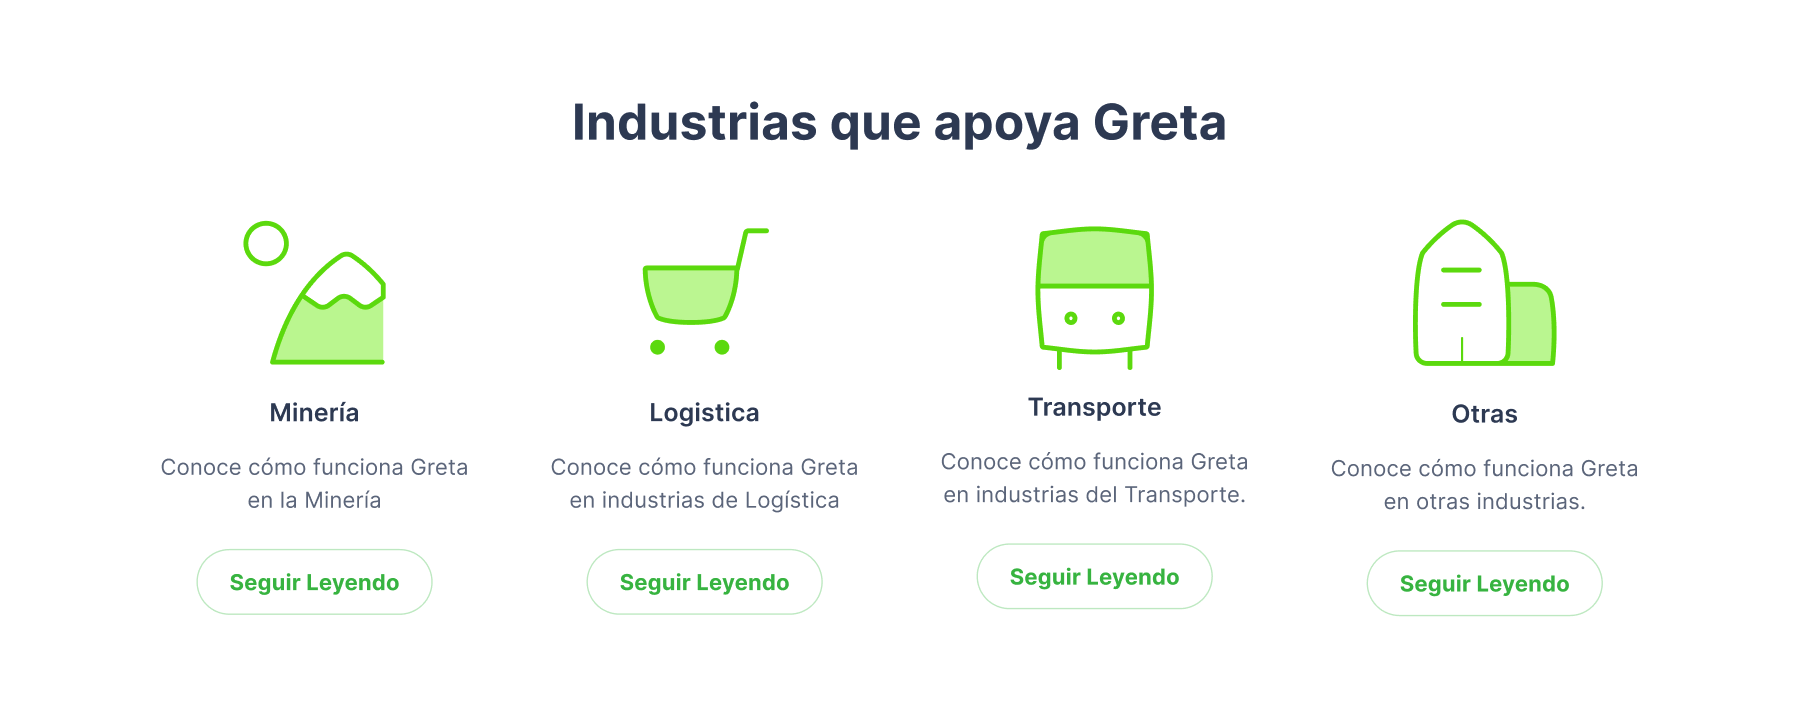 Industrias que apoya Greta
Minería
Conoce cómo funciona Greta
en la Minería
Seguir Leyendo
Logistica
Conoce cómo funciona Greta
en industrias de Logística
Seguir Leyendo
Transporte
Conoce cómo funciona Greta
en industrias del Transporte.
Seguir Leyendo
Otras
Conoce cómo funciona Greta
en otras industrias.
Seguir Leyendo